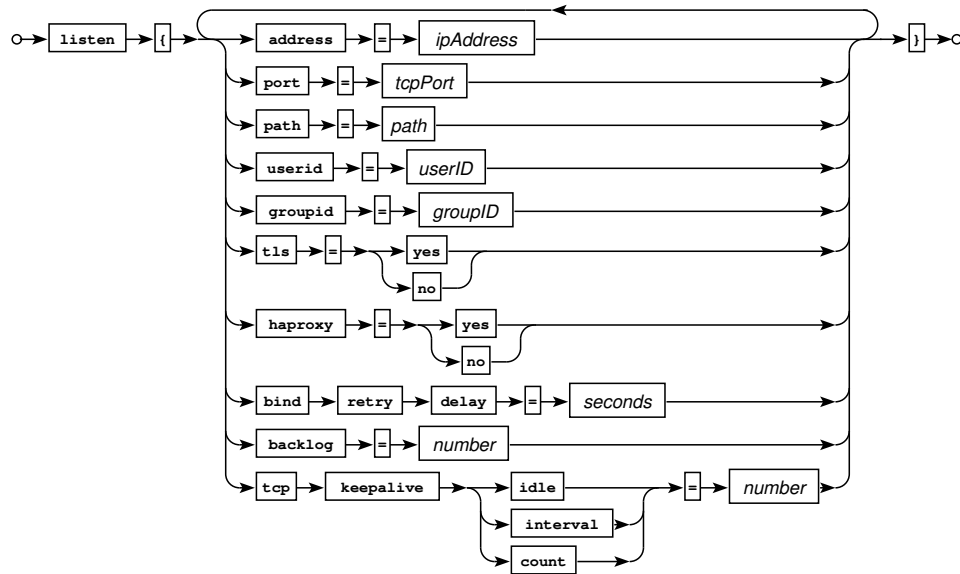 listen { address = ipAddress }
port = tcpPort
path = path
userid = userID
groupid = groupID
tls = yes
no
haproxy = yes
no
bind retry delay = seconds
backlog = number
tcp keepalive idle = number
interval
count